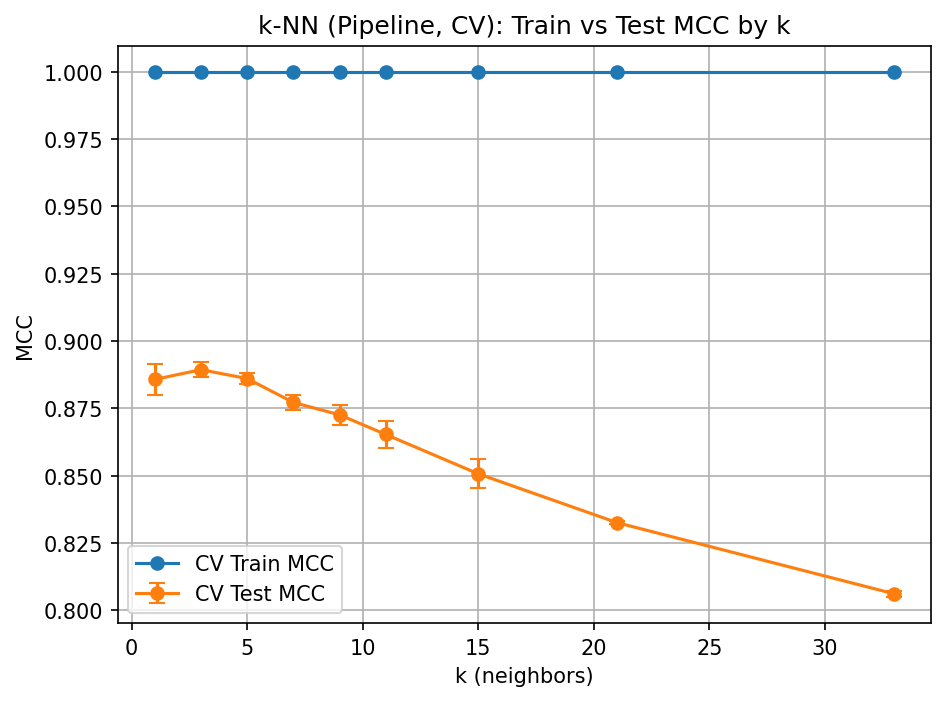 k-NN (Pipeline, CV): Train vs Test MCC by k
1.000
0.975
0.950
0.925
0.900
0.875
0.850
0.825
0.800
MCC
CV Train MCC
CV Test MCC
0 5 10 15 20 25 30
k (neighbors)